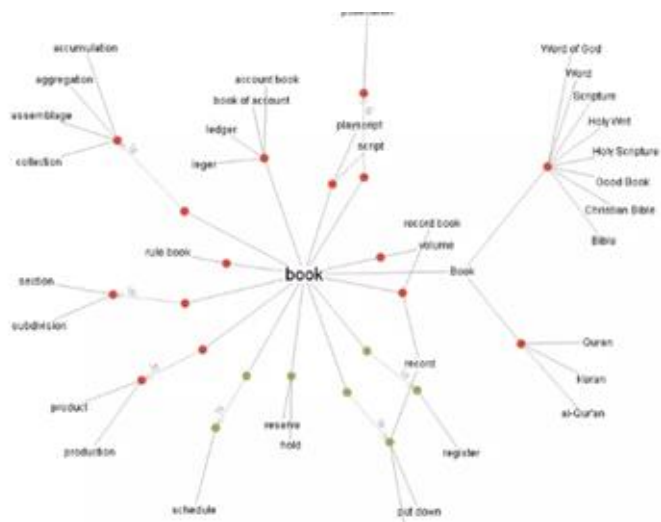 accumulation
Word of God
aggregation
account book
Word
book of account
Scripture
assemblage
ledger
playscript
Holy Writ
collection
leger
script
Holy Scripture
Good Book
Christian Bible
record book
volume
Bible
rule book
book
Book
section
subdivision
Quran
record
Koran
product
al-Qur'an
reserve
hold
production
register
schedule
put down